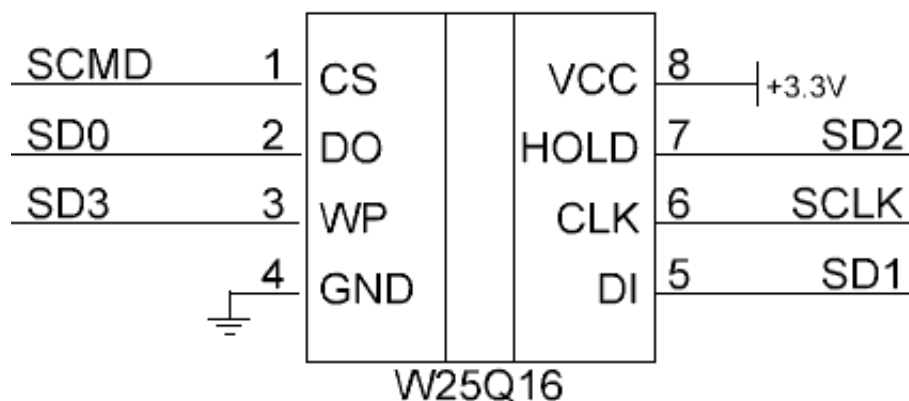 SCMD 1 CS VCC 8 +3.3V
SD0 2 DO HOLD 7 SD2
SD3 3 WP CLK 6 SCLK
4 GND DI 5 SD1
W25Q16